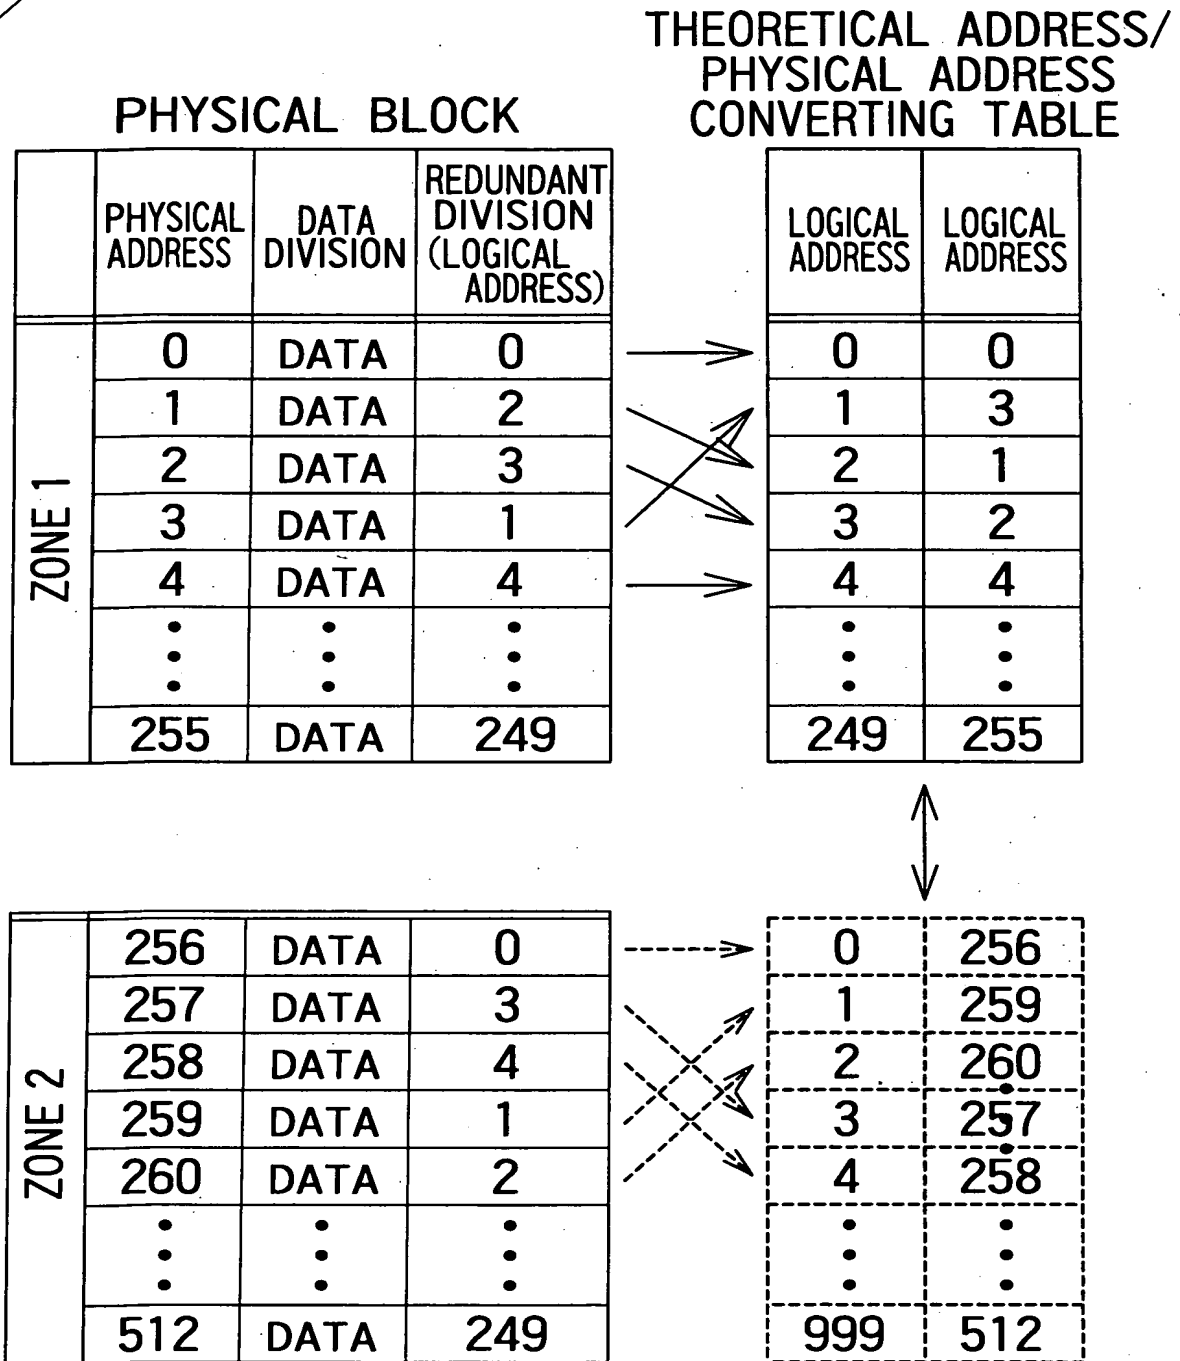 THEORETICAL ADDRESS/
PHYSICAL ADDRESS
CONVERTING TABLE
PHYSICAL BLOCK
PHYSICAL ADDRESS DATA DIVISION REDUNDANT DIVISION (LOGICAL ADDRESS) LOGICAL ADDRESS LOGICAL ADDRESS
ZONE 1
0 DATA 0 0 0
1 DATA 2 1 3
2 DATA 3 2 1
3 DATA 1 3 2
4 DATA 4 4 4
255 DATA 249 249 255
ZONE 2
256 DATA 0 0 256
257 DATA 3 1 259
258 DATA 4 2 260
259 DATA 1 3 257
260 DATA 2 4 258
512 DATA 249 999 512